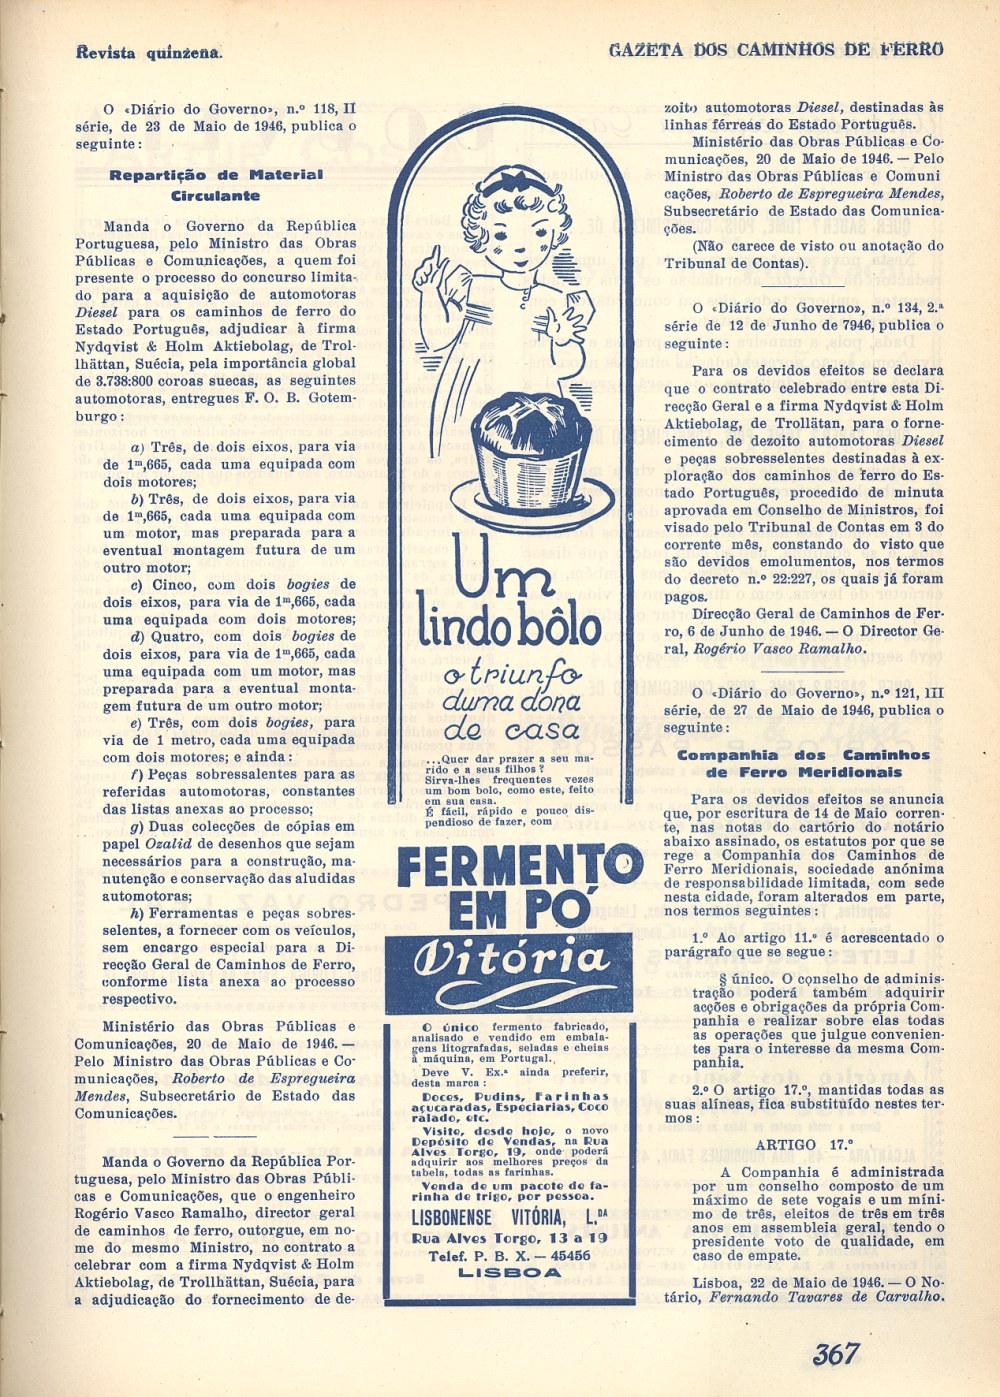 Revista quinzena.
GAZETA DOS CAMINHOS DE FERRO
O «Diário do Governo», n.º 118, II
série, de 23 de Maio de 1946, publica o
seguinte:
Repartição de Material
Circulante
Manda o Governo da República
Portuguesa, pelo Ministro das Obras
Públicas e Comunicações, a quem foi
presente o processo do concurso limita-
do para a aquisição de automotoras
Diesel para os caminhos de ferro do
Estado Português, adjudicar à firma
Nydqvist & Holm Aktiebolag, de Trol-
lhättan, Suécia, pela importância global
de 3.738:800 coroas suecas, as seguintes
automotoras, entregues F. O. B. Gotem-
burgo:
a) Três, de dois eixos, para via
de 1m,665, cada uma equipada com
dois motores;
b) Três, de dois eixos, para via
de 1m,665, cada uma equipada com
um motor, mas preparada para a
eventual montagem futura de um
outro motor;
c) Cinco, com dois bogies de
dois eixos, para via de 1m,665, cada
uma equipada com dois motores;
d) Quatro, com dois bogies de
dois eixos, para via de 1m,665, cada
uma equipada com um motor, mas
preparada para a eventual monta-
gem futura de um outro motor;
e) Três, com dois bogies, para
via de 1 metro, cada uma equipada
com dois motores; e ainda:
f) Peças sobressalentes para as
referidas automotoras, constantes
das listas anexas ao processo;
g) Duas colecções de cópias em
papel Ozalid de desenhos que sejam
necessários para a construção, ma-
nutenção e conservação das aludidas
automotoras;
h) Ferramentas e peças sobres-
selentes, a fornecer com os veículos,
sem encargo especial para a Di-
recção Geral de Caminhos de Ferro,
conforme lista anexa ao processo
respectivo.
Ministério das Obras Públicas e
Comunicações, 20 de Maio de 1946. —
Pelo Ministro das Obras Públicas e Co-
municações, Roberto de Espregueira
Mendes, Subsecretário de Estado das
Comunicações.
Manda o Governo da República Por-
tuguesa, pelo Ministro das Obras Públi-
cas e Comunicações, que o engenheiro
Rogério Vasco Ramalho, director geral
de caminhos de ferro, outorgue, em no-
me do mesmo Ministro, no contrato a
celebrar com a firma Nydqvist & Holm
Aktiebolag, de Trollhättan, Suécia, para
a adjudicação do fornecimento de de-
Um
lindo bôlo
o triunfo
duma dona
de casa
...Quer dar prazer a seu ma-
rido e a seus filhos?
Sirva-lhes frequentes vezes
um bom bolo, como este, feito
em sua casa.
É fácil, rápido e pouco dis-
pendioso de fazer, com
FERMENTO
EM PÓ
Vitória
O único fermento fabricado,
analisado e vendido em embala-
gens litografadas, seladas e cheias
à máquina, em Portugal.
Deve V. Ex.ª ainda preferir,
desta marca:
Doces, Pudins, Farinhas
açucaradas, Especiarias, Coco
ralado, etc.
Visite, desde hoje, o novo
Depósito de Vendas, na Rua
Alves Torgo, 19, onde poderá
adquirir aos melhores preços da
tabela, todas as farinhas.
Venda de um pacote de fa-
rinha de trigo, por pessoa.
LISBONENSE VITÓRIA, L.DA
Rua Alves Torgo, 13 a 19
Telef. P. B. X. — 45456
LISBOA
zoito automotoras Diesel, destinadas às
linhas férreas do Estado Português.
Ministério das Obras Públicas e Co-
municações, 20 de Maio de 1946. — Pelo
Ministro das Obras Públicas e Comuni
cações, Roberto de Espregueira Mendes,
Subsecretário de Estado das Comunica-
ções.
(Não carece de visto ou anotação do
Tribunal de Contas).
O «Diário do Governo», n.º 134, 2.ª
série de 12 de Junho de 7946, publica o
seguinte:
Para os devidos efeitos se declara
que o contrato celebrado entre esta Di-
recção Geral e a firma Nydqvist & Holm
Aktiebolag, de Trollätan, para o forne-
cimento de dezoito automotoras Diesel
e peças sobresselentes destinadas à ex-
ploração dos caminhos de ferro do Es-
tado Português, procedido de minuta
aprovada em Conselho de Ministros, foi
visado pelo Tribunal de Contas em 3 do
corrente mês, constando do visto que
são devidos emolumentos, nos termos
do decreto n.º 22:227, os quais já foram
pagos.
Direcção Geral de Caminhos de Fer-
ro, 6 de Junho de 1946. — O Director Ge-
ral, Rogério Vasco Ramalho.
O «Diário do Governo», n.º 121, III
série, de 27 de Maio de 1946, publica o
seguinte:
Companhia dos Caminhos
de Ferro Meridionais
Para os devidos efeitos se anuncia
que, por escritura de 14 de Maio corren-
te, nas notas do cartório do notário
abaixo assinado, os estatutos por que se
rege a Companhia dos Caminhos de
Ferro Meridionais, sociedade anónima
de responsabilidade limitada, com sede
nesta cidade, foram alterados em parte,
nos termos seguintes:
1.º Ao artigo 11.º é acrescentado o
parágrafo que se segue:
§ único. O conselho de adminis-
tração poderá também adquirir
acções e obrigações da própria Com-
panhia e realizar sobre elas todas
as operações que julgue convenien-
tes para o interesse da mesma Com-
panhia.
2.º O artigo 17.º, mantidas todas as
suas alíneas, fica substituído nestes ter-
mos:
ARTIGO 17.º
A Companhia é administrada
por um conselho composto de um
máximo de sete vogais e um míni-
mo de três, eleitos de três em três
anos em assembleia geral, tendo o
presidente voto de qualidade, em
caso de empate.
Lisboa, 22 de Maio de 1946. — O No-
tário, Fernando Tavares de Carvalho.
367